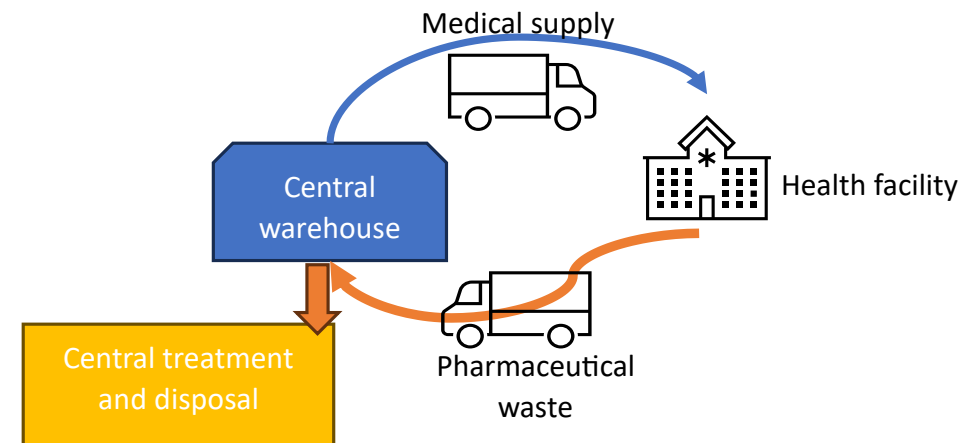 Medical supply
Central
warehouse
Health facility
Central treatment
and disposal
Pharmaceutical
waste